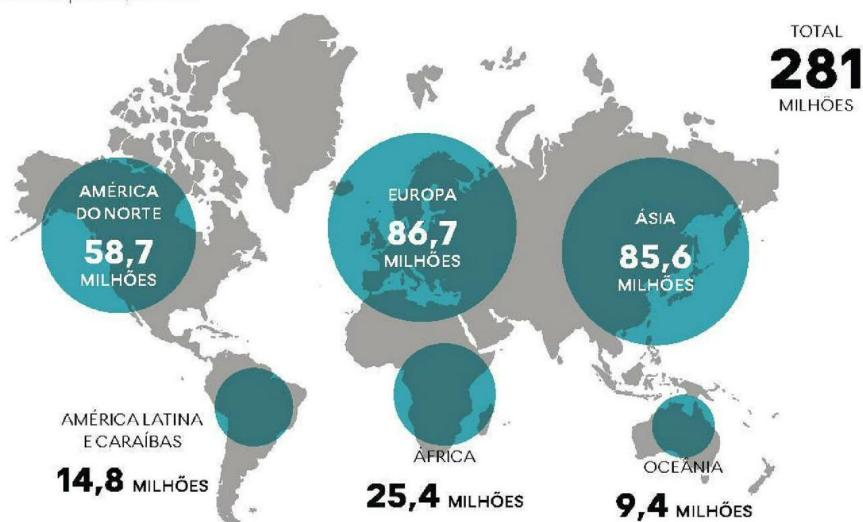 TOTAL
281
MILHÕES
AMÉRICA
DO NORTE
58,7
MILHÕES
EUROPA
86,7
MILHÕES
ÁSIA
85,6
MILHÕES
AMÉRICA LATINA
E CARAÍBAS
14,8 MILHÕES
ÁFRICA
25,4 MILHÕES
OCEÂNIA
9,4 MILHÕES